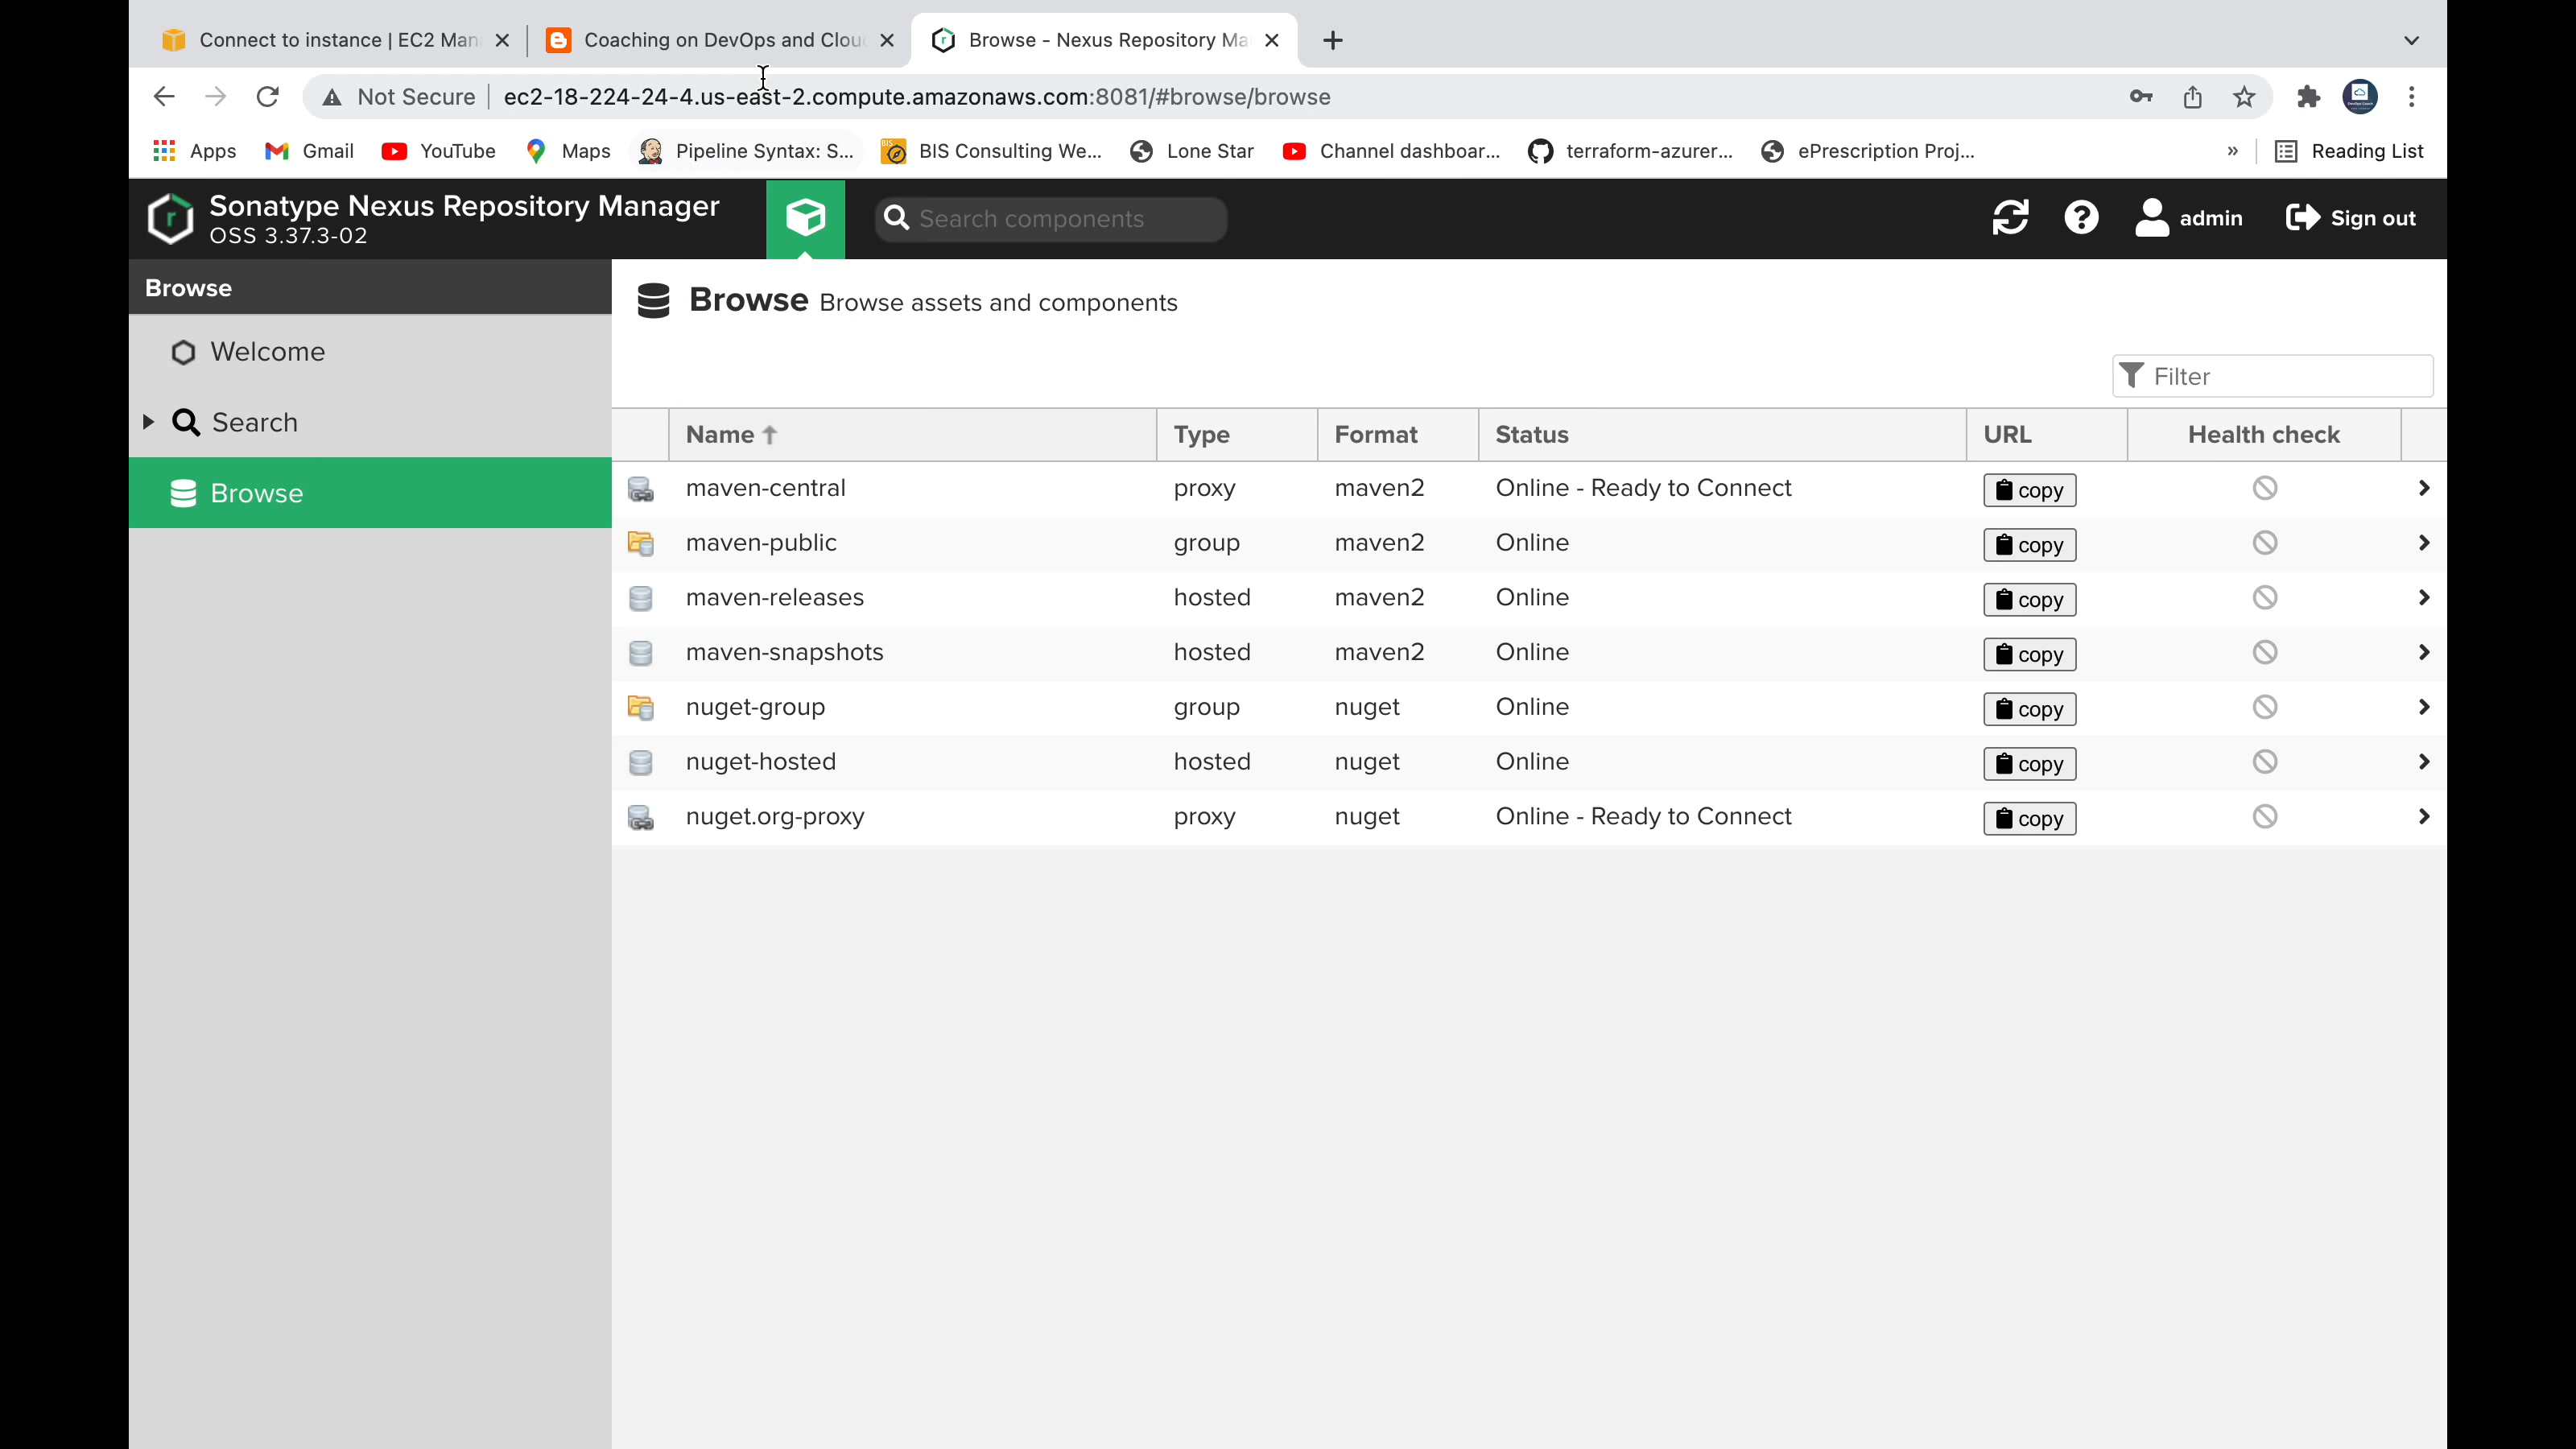 Connect to instance | EC2 Man
Coaching on DevOps and Clou
Browse - Nexus Repository Ma
Not Secure
ec2-18-224-24-4.us-east-2.compute.amazonaws.com:8081/#browse/browse
Apps
Gmail
YouTube
Maps
Pipeline Syntax: S...
BIS Consulting We...
Lone Star
Channel dashboar...
terraform-azurer...
ePrescription Proj...
»
Reading List
Sonatype Nexus Repository Manager
OSS 3.37.3-02
Search components
admin
Sign out
Browse
Welcome
Search
Browse
Browse Browse assets and components
Filter
Name Type Format Status URL Health check
maven-central proxy maven2 Online - Ready to Connect copy
maven-public group maven2 Online copy
maven-releases hosted maven2 Online copy
maven-snapshots hosted maven2 Online copy
nuget-group group nuget Online copy
nuget-hosted hosted nuget Online copy
nuget.org-proxy proxy nuget Online - Ready to Connect copy